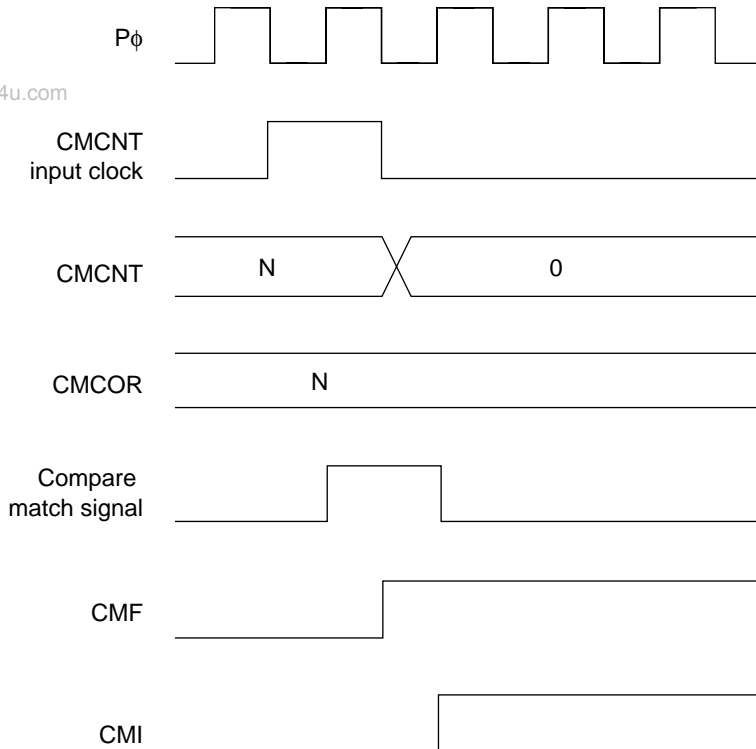 Pϕ
4u.com
CMCNT
input clock
CMCNT
N
0
CMCOR
N
Compare
match signal
CMF
CMI